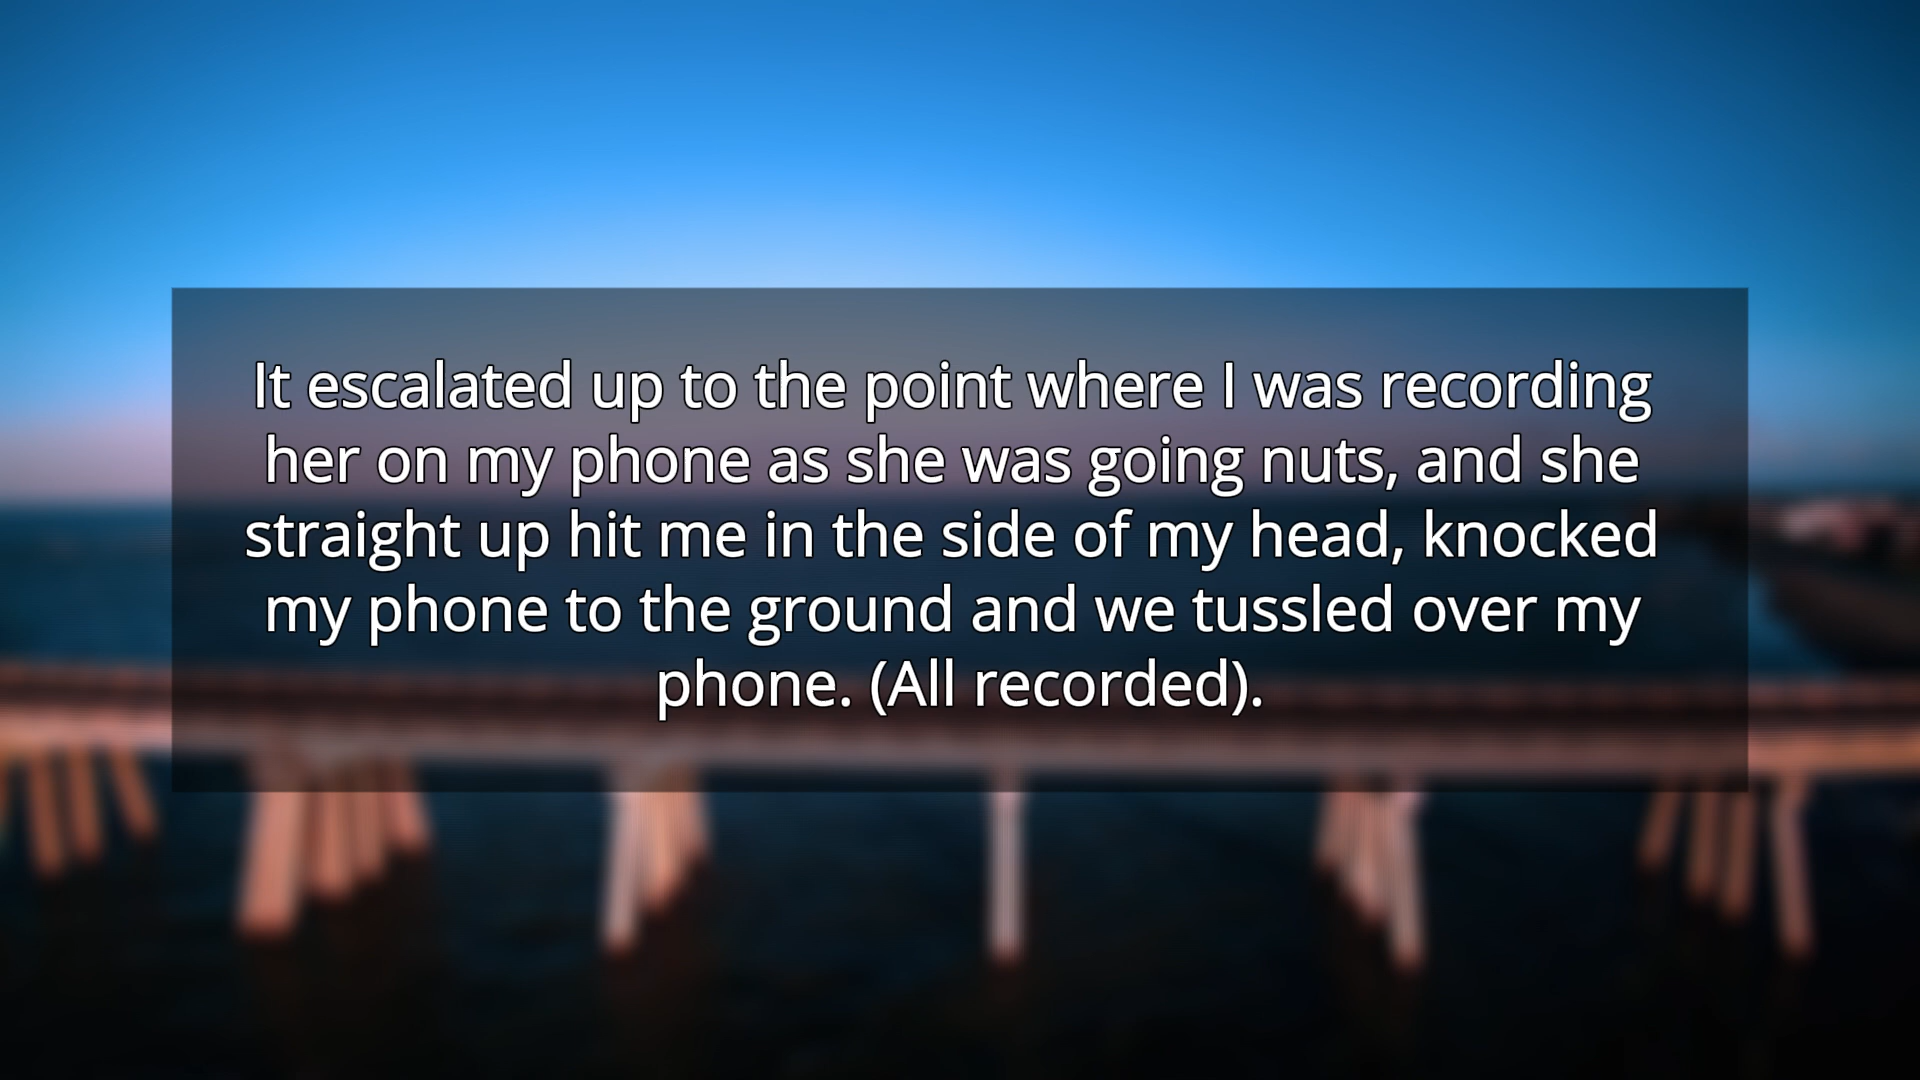 It escalated up to the point where I was recording
her on my phone as she was going nuts, and she
straight up hit me in the side of my head, knocked
my phone to the ground and we tussled over my
phone. (All recorded).